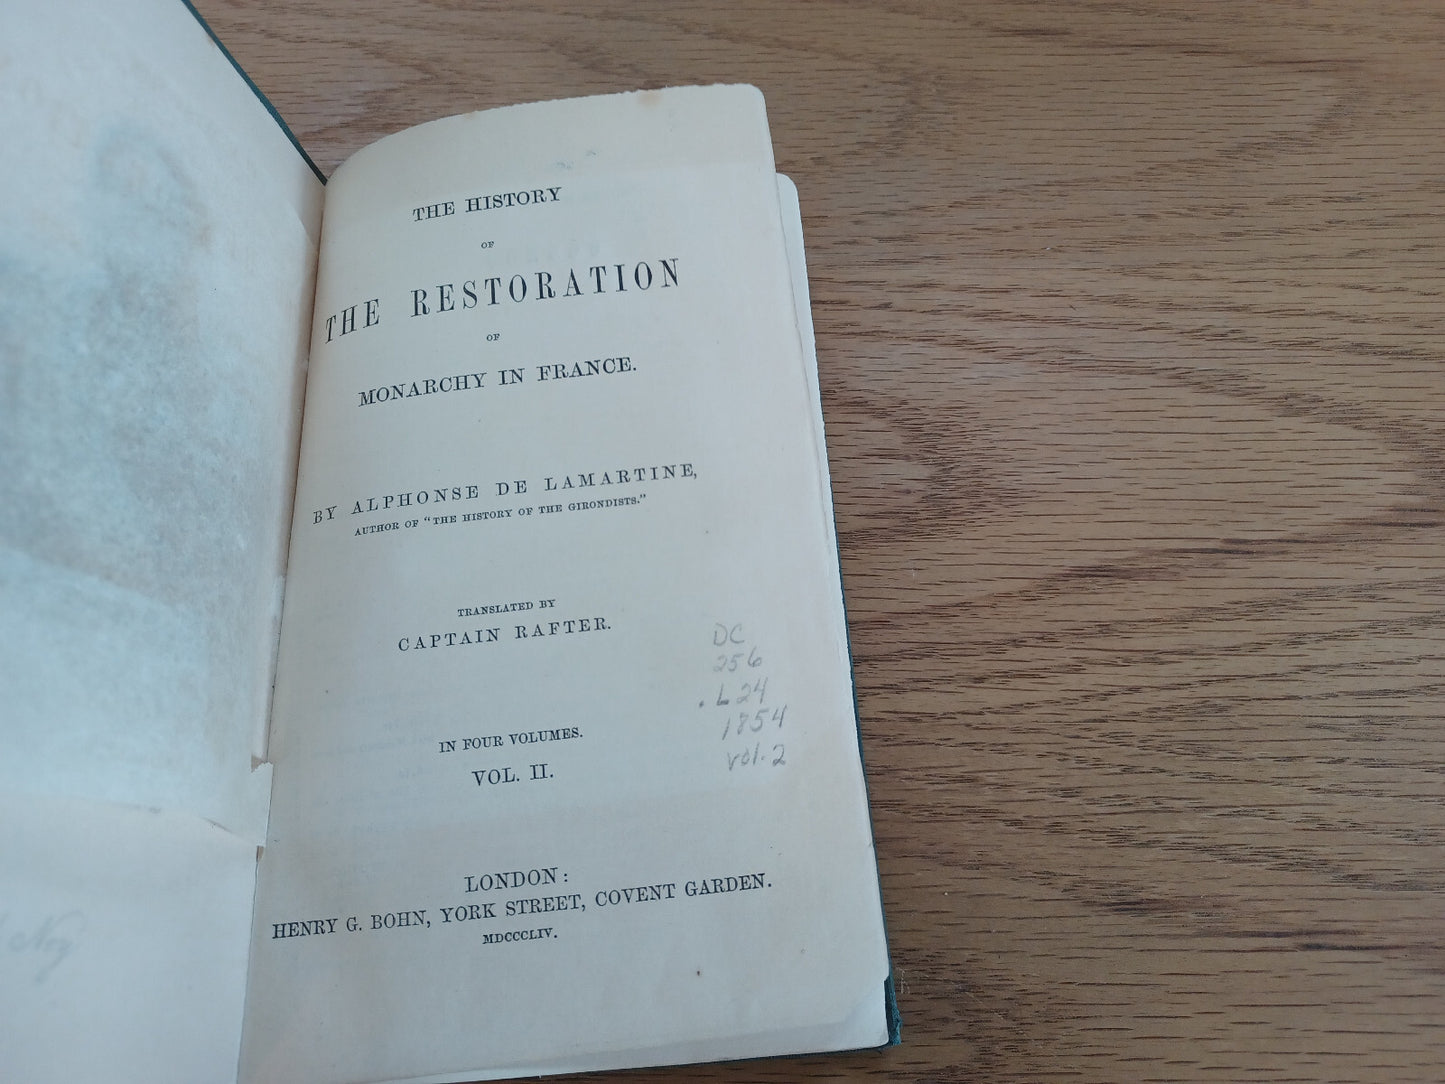 THE HISTORY
OF
THE RESTORATION
OF
MONARCHY IN FRANCE.
BY ALPHONSE DE LAMARTINE,
AUTHOR OF "THE HISTORY OF THE GIRONDISTS."
TRANSLATED BY
CAPTAIN RAFTER.
DC
256
.L24
1854
vol.2
IN FOUR VOLUMES.
VOL. II.
LONDON:
HENRY G. BOHN, YORK STREET, COVENT GARDEN.
MDCCCLIV.